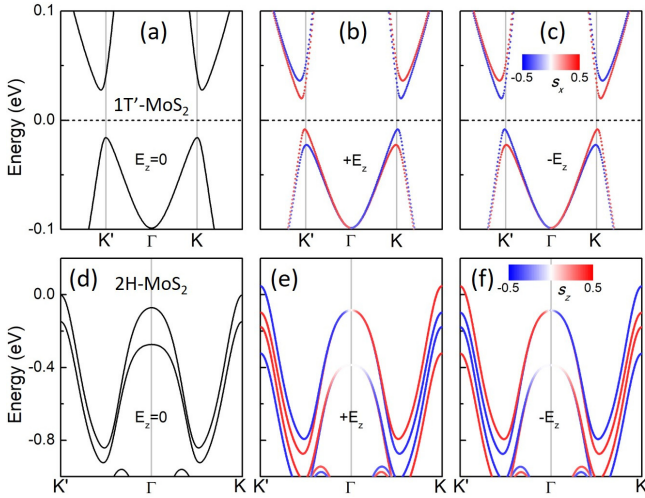 (a) (b) (c)
0.1
-0.5 0.5
s_x
1T'-MoS₂
0.0
Energy (eV)
E_z=0 +E_z -E_z
-0.1
K' Γ K K' Γ K K' Γ K
(d) 2H-MoS₂ (e) (f)
-0.5 0.5
s_z
0.0
-0.4
Energy (eV)
E_z=0 +E_z -E_z
-0.8
K' Γ K K' Γ K K' Γ K